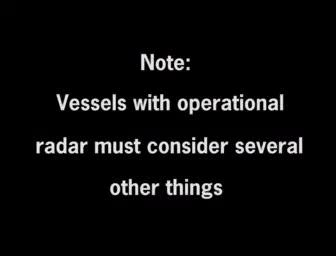 Note:
Vessels with operational
radar must consider several
other things